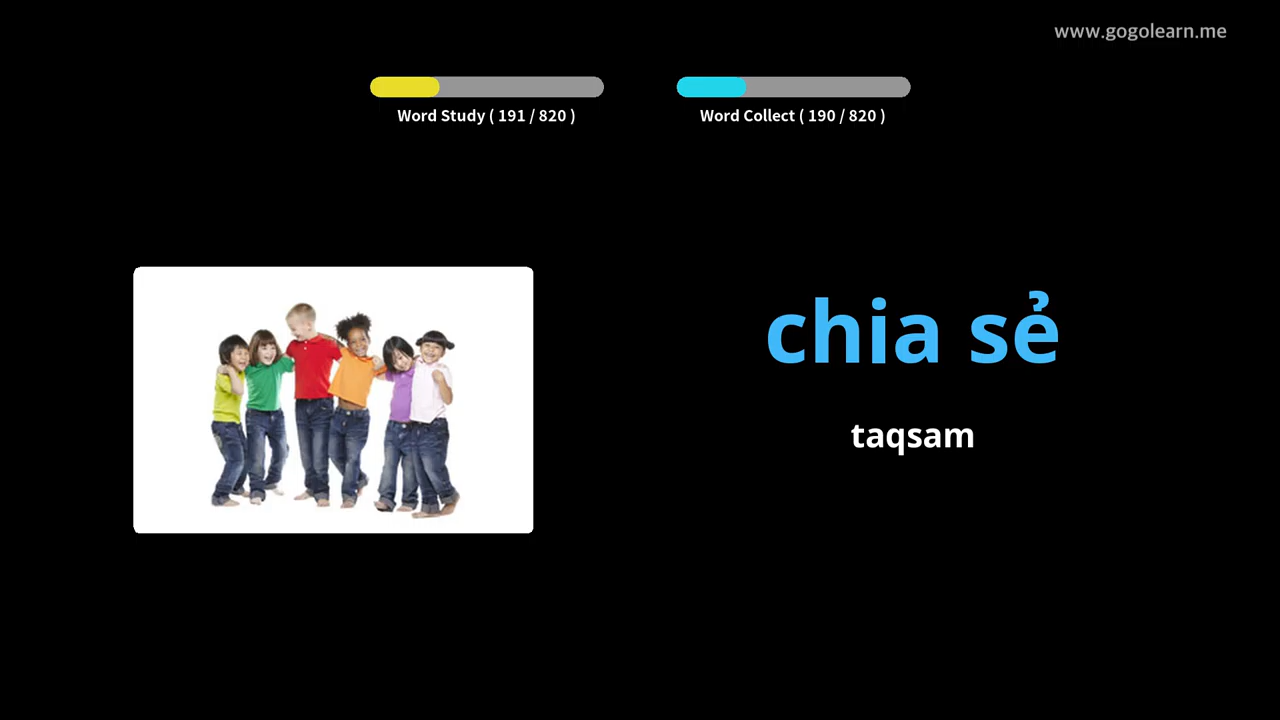 www.gogolearn.me
Word Study ( 191 / 820 )
Word Collect ( 190 / 820 )
chia sẻ
taqsam